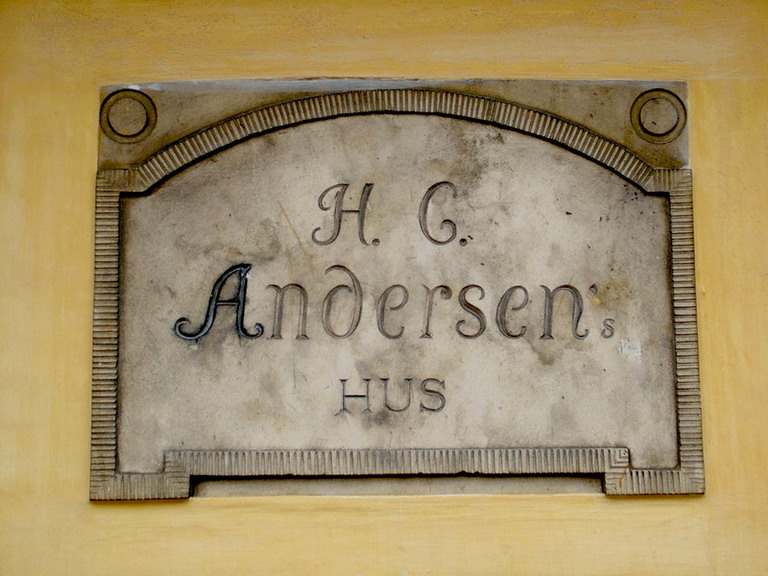 H. C.
Andersen's
HUS